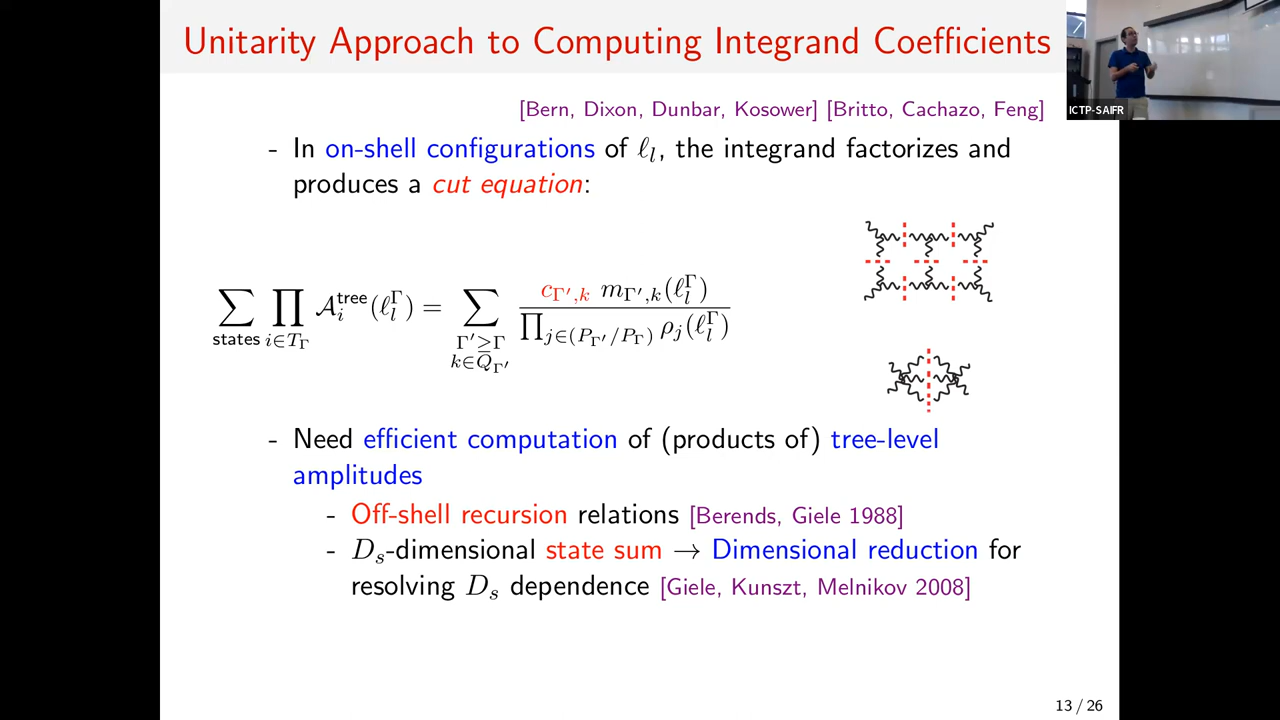 Unitarity Approach to Computing Integrand Coefficients
ICTP-SAIFR
[Bern, Dixon, Dunbar, Kosower] [Britto, Cachazo, Feng]
- In on-shell configurations of ℓ_l, the integrand factorizes and
produces a cut equation:
∑_{states} ∏_{i∈T_Γ} 𝒜_i^{tree}(ℓ_l^Γ) = ∑_{Γ'≥Γ, k∈Q_{Γ'}} c_{Γ',k} m_{Γ',k}(ℓ_l^Γ) / ∏_{j∈(P_{Γ'}/P_Γ)} ρ_j(ℓ_l^Γ)
- Need efficient computation of (products of) tree-level
amplitudes
- Off-shell recursion relations [Berends, Giele 1988]
- D_s-dimensional state sum → Dimensional reduction for
resolving D_s dependence [Giele, Kunszt, Melnikov 2008]
13 / 26